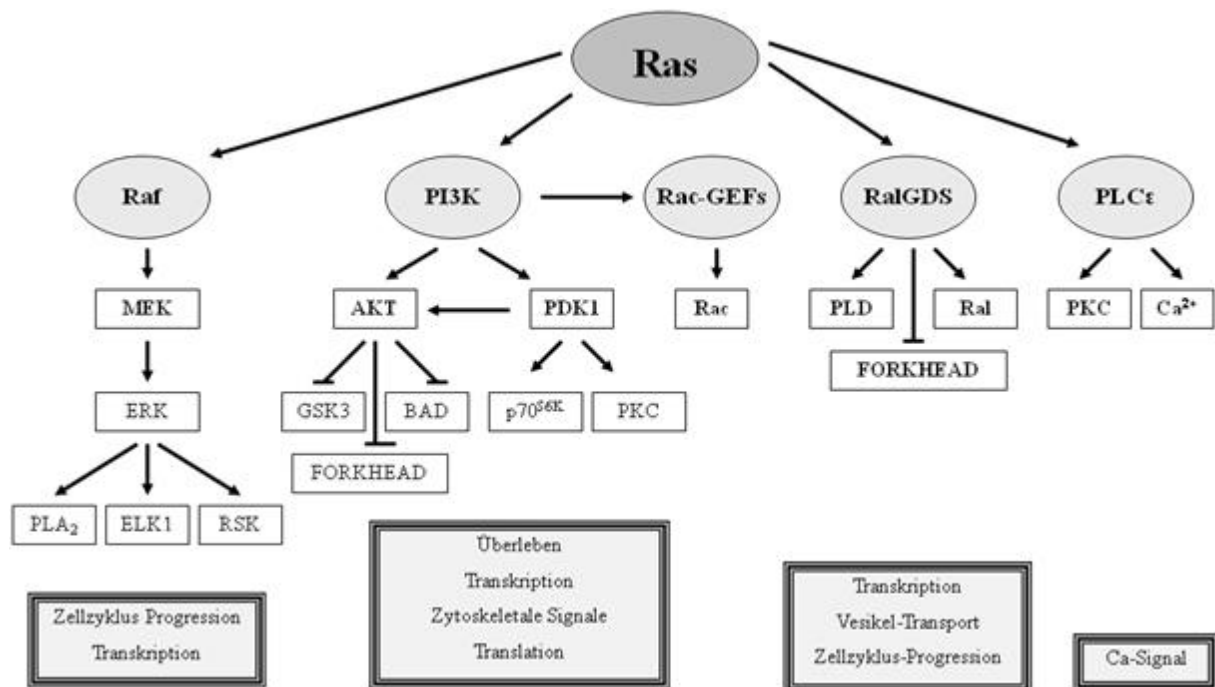 Ras
Raf
PI3K
Rac-GEFs
RalGDS
PLCε
MEK
AKT
PDK1
Rac
PLD
Ral
PKC
Ca²⁺
FORKHEAD
ERK
GSK3
BAD
p70ˢ⁶ᴷ
PKC
FORKHEAD
PLA₂
ELK1
RSK
Zellzyklus Progression
Transkription
Überleben
Transkription
Zytoskeletale Signale
Translation
Transkription
Vesikel-Transport
Zellzyklus-Progression
Ca-Signal